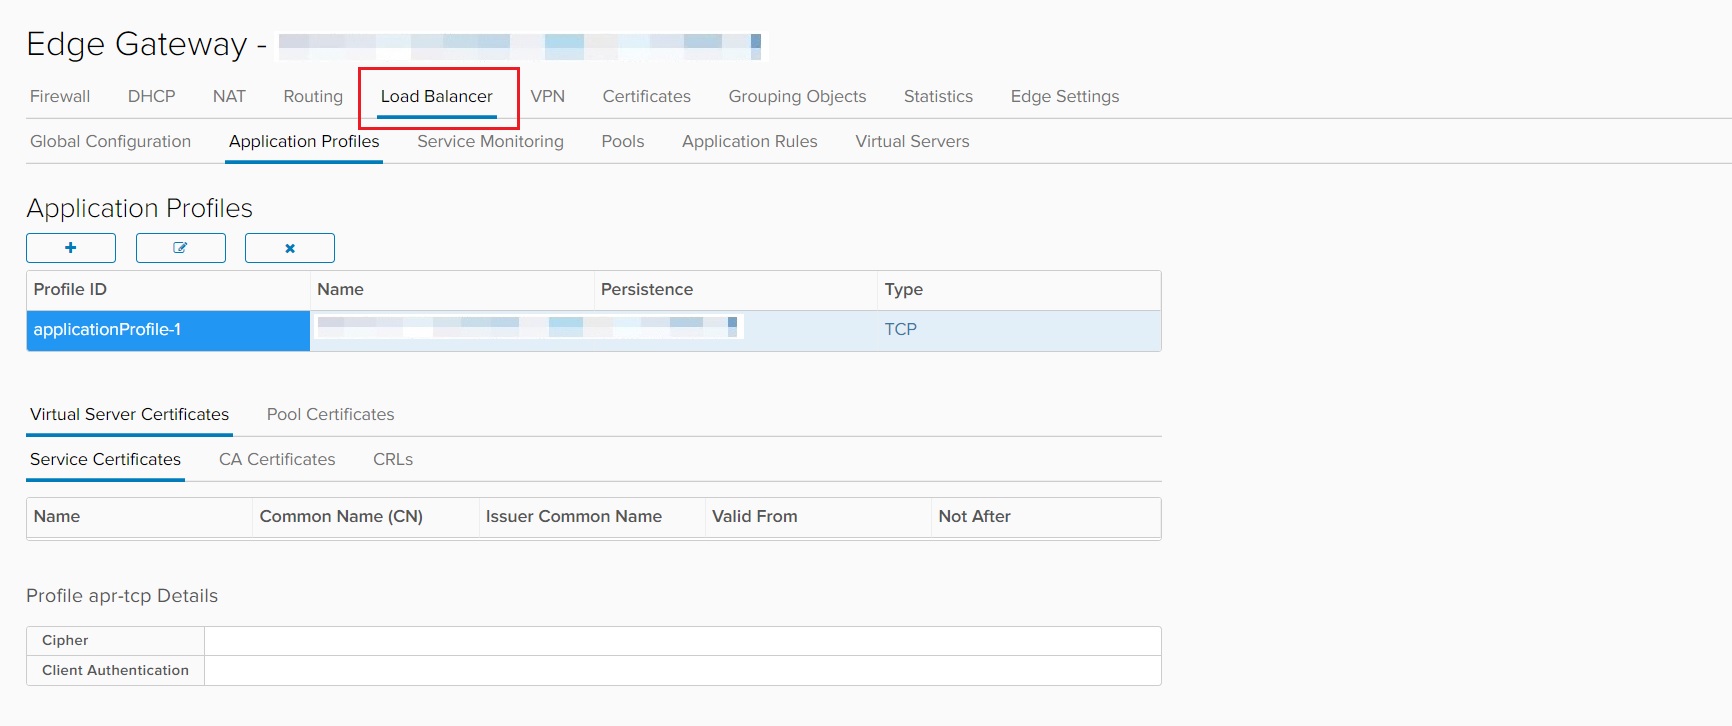 Edge Gateway -
Firewall DHCP NAT Routing Load Balancer VPN Certificates Grouping Objects Statistics Edge Settings
Global Configuration Application Profiles Service Monitoring Pools Application Rules Virtual Servers
Application Profiles
Profile ID Name Persistence Type
applicationProfile-1 TCP
Virtual Server Certificates Pool Certificates
Service Certificates CA Certificates CRLs
Name Common Name (CN) Issuer Common Name Valid From Not After
Profile apr-tcp Details
Cipher
Client Authentication